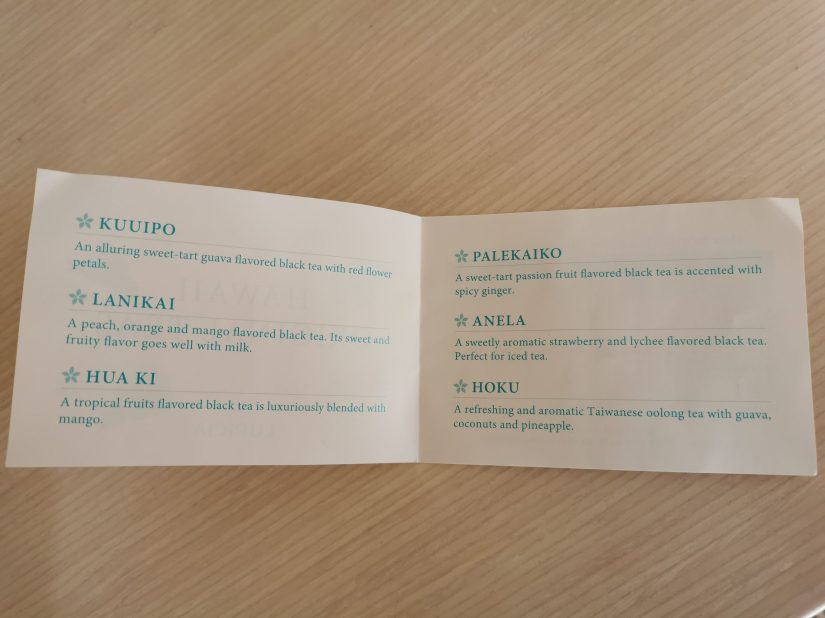 KUUIPO
An alluring sweet-tart guava flavored black tea with red flower
petals.
LANIKAI
A peach, orange and mango flavored black tea. Its sweet and
fruity flavor goes well with milk.
HUA KI
A tropical fruits flavored black tea is luxuriously blended with
mango.
PALEKAIKO
A sweet-tart passion fruit flavored black tea is accented with
spicy ginger.
ANELA
A sweetly aromatic strawberry and lychee flavored black tea.
Perfect for iced tea.
HOKU
A refreshing and aromatic Taiwanese oolong tea with guava,
coconuts and pineapple.